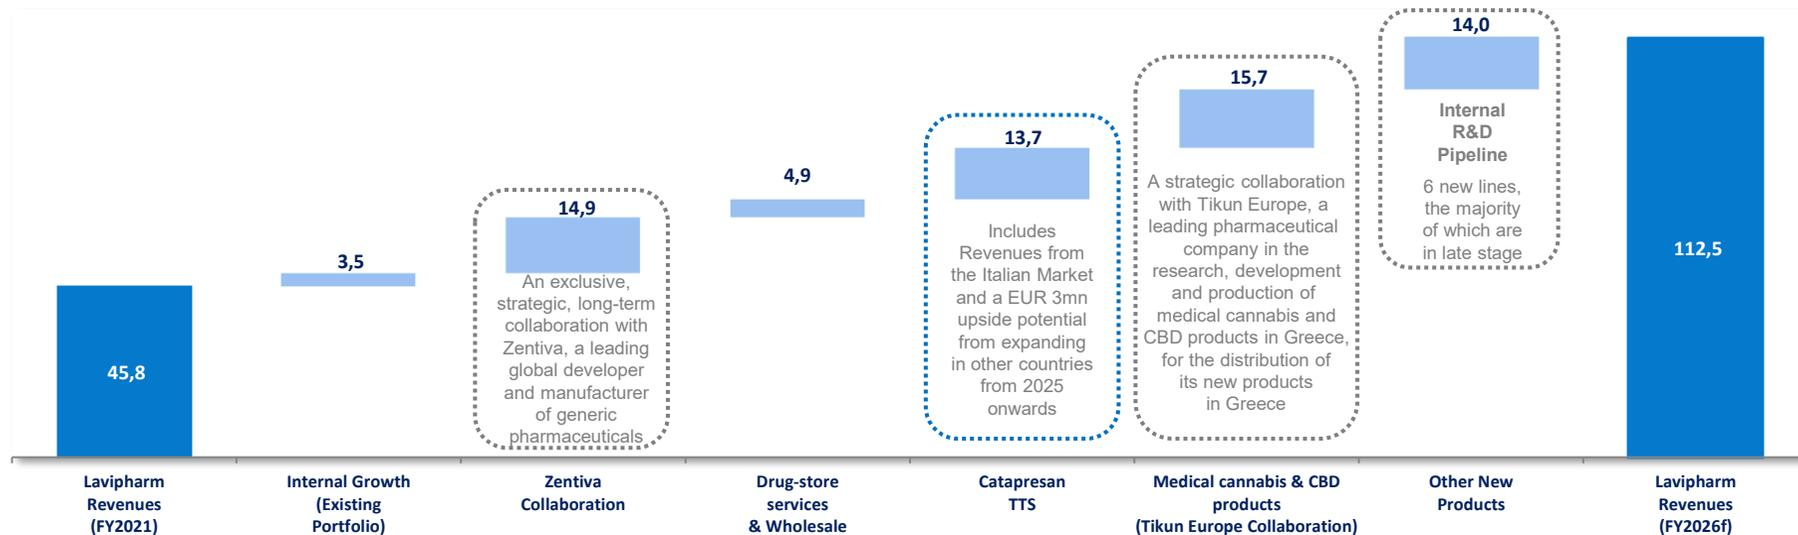 14,0
Internal
R&D
Pipeline
6 new lines,
the majority
of which are
in late stage
15,7
A strategic collaboration
with Tikun Europe, a
leading pharmaceutical
company in the
research, development
and production of
medical cannabis and
CBD products in Greece,
for the distribution of
its new products
in Greece
13,7
Includes
Revenues from
the Italian Market
and a EUR 3mn
upside potential
from expanding
in other countries
from 2025
onwards
4,9
14,9
An exclusive,
strategic, long-term
collaboration with
Zentiva, a leading
global developer
and manufacturer
of generic
pharmaceuticals
3,5
45,8
112,5
Lavipharm
Revenues
(FY2021)
Internal Growth
(Existing
Portfolio)
Zentiva
Collaboration
Drug-store
services
& Wholesale
Catapresan
TTS
Medical cannabis & CBD
products
(Tikun Europe Collaboration)
Other New
Products
Lavipharm
Revenues
(FY2026f)